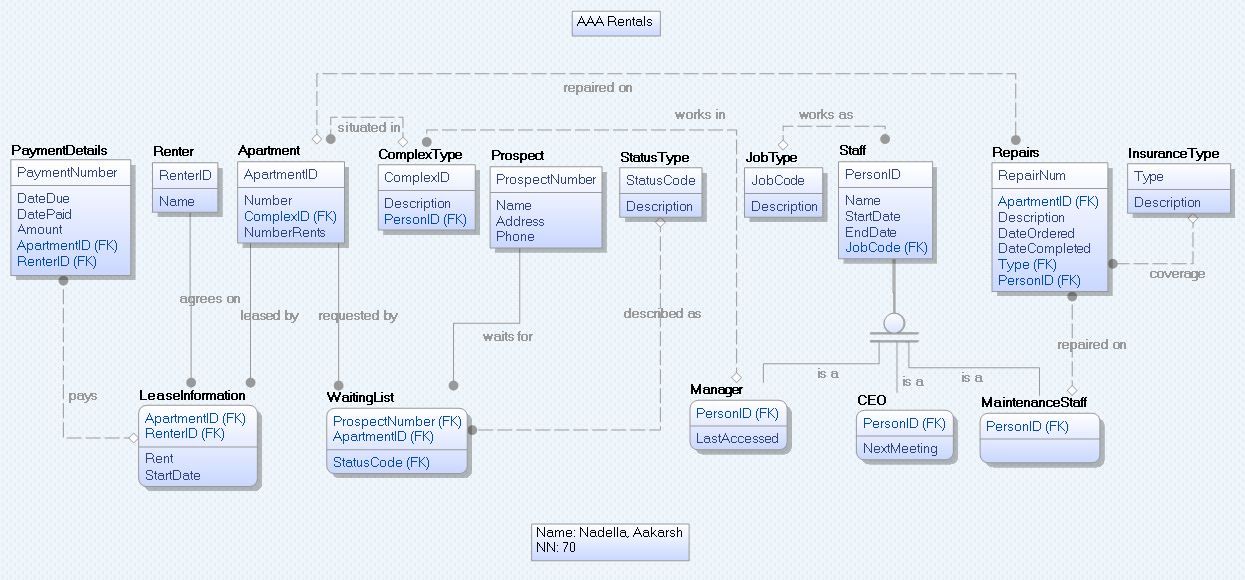 AAA Rentals
repaired on
works in
works as
situated in
PaymentDetails
PaymentNumber
DateDue
DatePaid
Amount
ApartmentID (FK)
RenterID (FK)
Renter
RenterID
Name
Apartment
ApartmentID
Number
ComplexID (FK)
NumberRents
ComplexType
ComplexID
Description
PersonID (FK)
Prospect
ProspectNumber
Name
Address
Phone
StatusType
StatusCode
Description
JobType
JobCode
Description
Staff
PersonID
Name
StartDate
EndDate
JobCode (FK)
Repairs
RepairNum
ApartmentID (FK)
Description
DateOrdered
DateCompleted
Type (FK)
PersonID (FK)
InsuranceType
Type
Description
coverage
agrees on
leased by
requested by
waits for
described as
repaired on
is a
is a
is a
pays
LeaseInformation
ApartmentID (FK)
RenterID (FK)
Rent
StartDate
WaitingList
ProspectNumber (FK)
ApartmentID (FK)
StatusCode (FK)
Manager
PersonID (FK)
LastAccessed
CEO
PersonID (FK)
NextMeeting
MaintenanceStaff
PersonID (FK)
Name: Nadella, Aakarsh
NN: 70